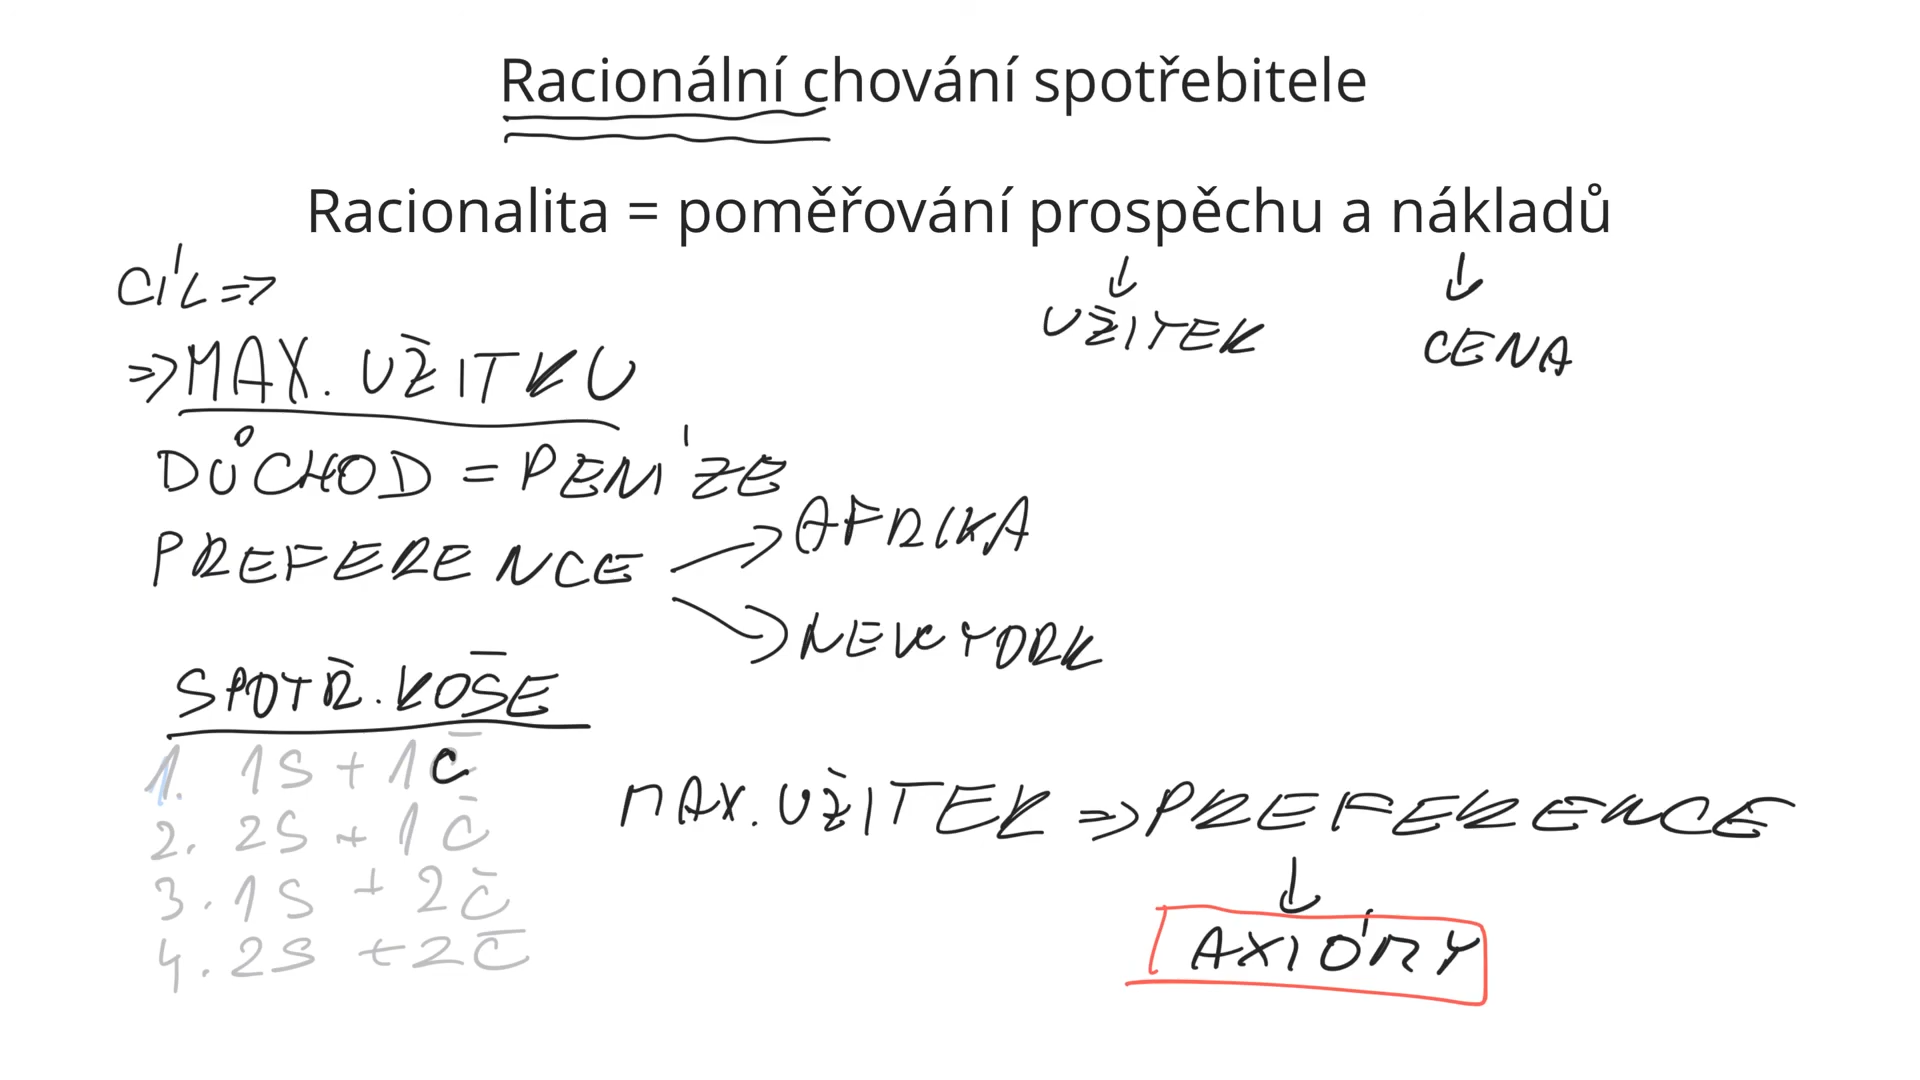 Racionální chování spotřebitele
Racionalita = poměřování prospěchu a nákladů
CÍL =>
=> MAX. UŽITKU
UŽITEK
CENA
DŮCHOD = PENÍZE
PREFERENCE
AFRIKA
NEW YORK
SPOTŘ. KOŠE
1. 1S + 1Č
2. 2S + 1Č
3. 1S + 2Č
4. 2S + 2Č
MAX. UŽITEK => PREFERENCE
AXIÓMY